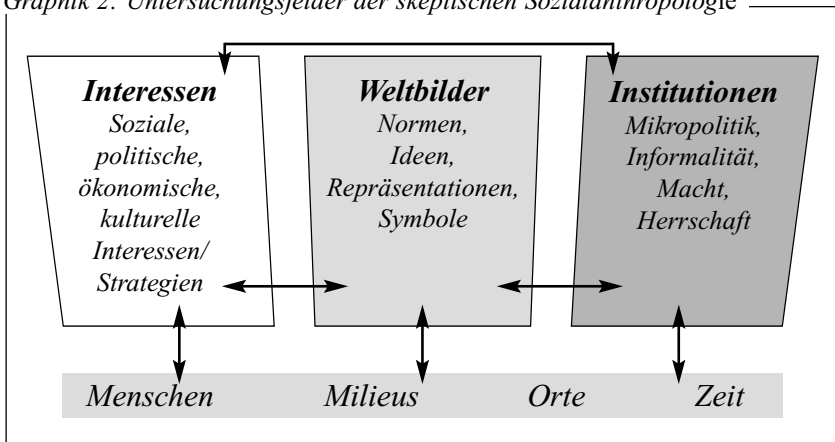 Graphik 2: Untersuchungsfelder der skeptischen Sozialanthropologie
Interessen
Soziale,
politische,
ökonomische,
kulturelle
Interessen/
Strategien
Weltbilder
Normen,
Ideen,
Repräsentationen,
Symbole
Institutionen
Mikropolitik,
Informalität,
Macht,
Herrschaft
Menschen Milieus Orte Zeit